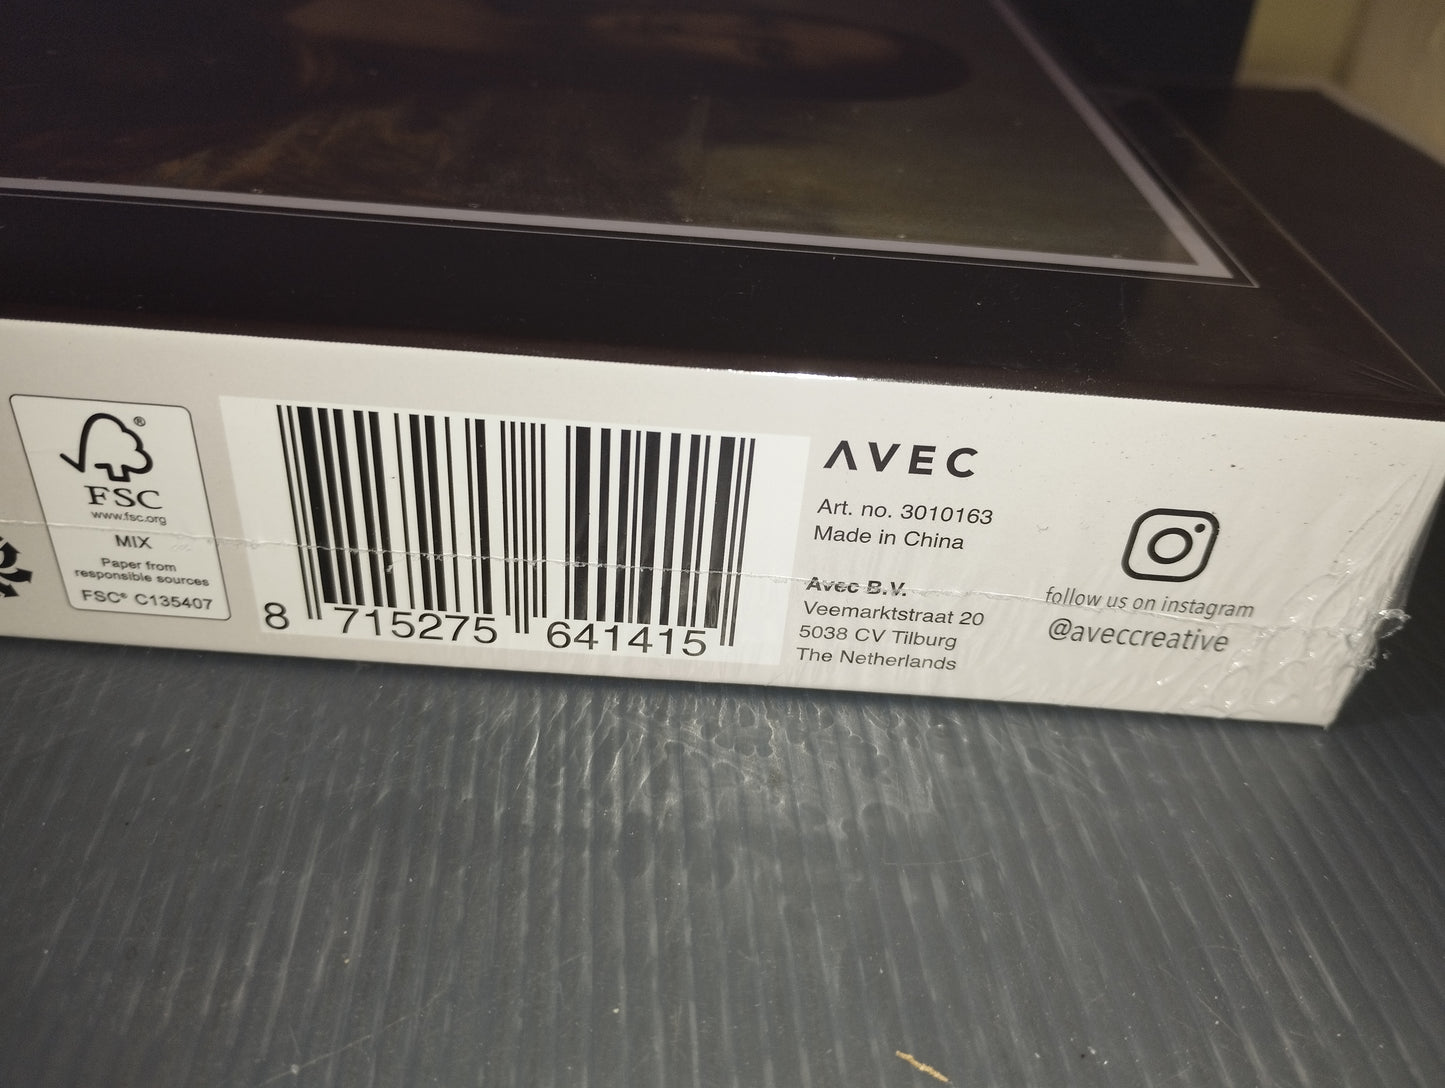 ®
FSC
www.fsc.org
MIX
Paper from
responsible sources
FSC® C135407
8 715275 641415
AVEC
Art. no. 3010163
Made in China
Avec B.V.
Veemarktstraat 20
5038 CV Tilburg
The Netherlands
follow us on instagram
@aveccreative